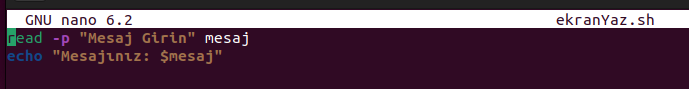 GNU nano 6.2 ekranYaz.sh
read -p "Mesaj Girin" mesaj
echo "Mesajınız: $mesaj"